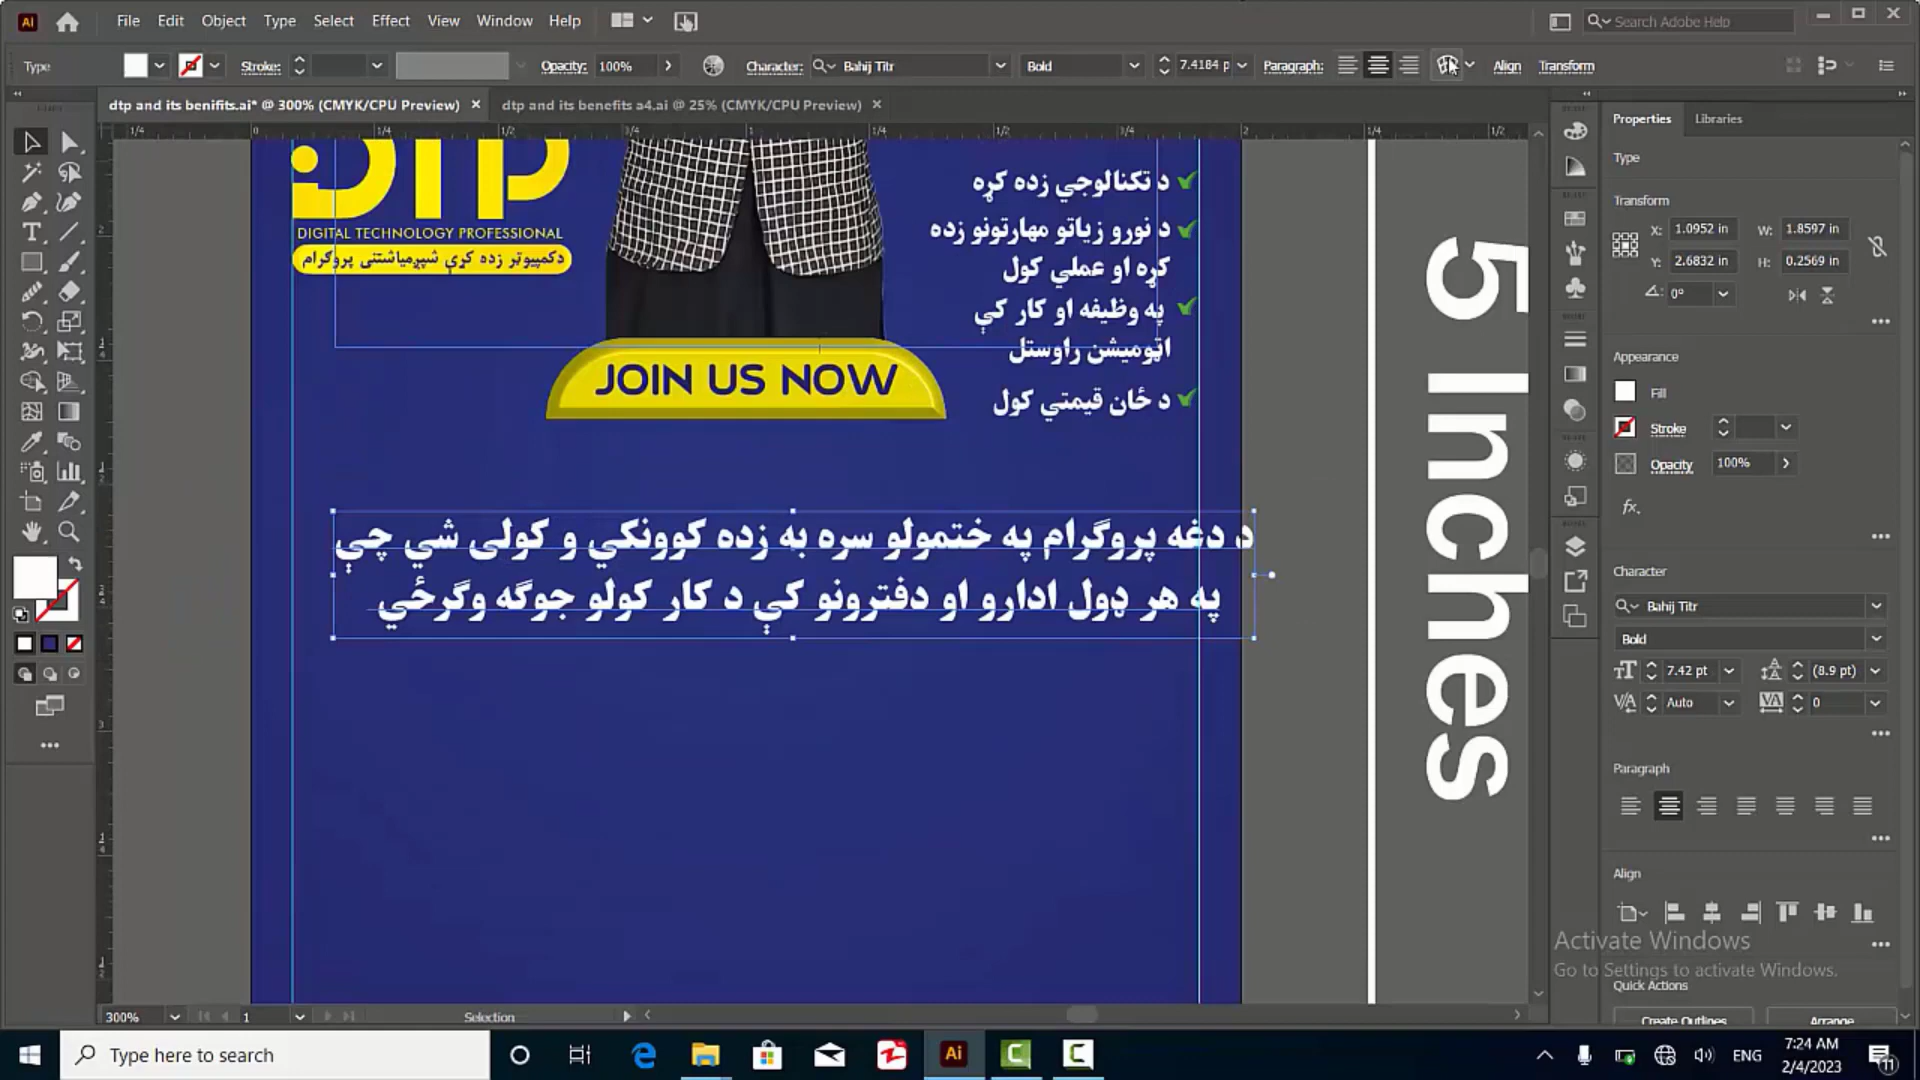 File Edit Object Type Select Effect View Window Help
Search Adobe Help
Type Stroke: Opacity: 100% Character: Bahij Titr Bold 7.4184 p Paragraph: Align Transform
dtp and its benifits.ai* @ 300% (CMYK/CPU Preview) dtp and its benefits a4.ai @ 25% (CMYK/CPU Preview)
Properties Libraries
Type
Transform
X: 1.0952 in W: 1.8597 in
Y: 2.6832 in H: 0.2569 in
0°
Appearance
Fill
Stroke
Opacity 100%
Character
Bahij Titr
Bold
7.42 pt (8.9 pt)
Auto 0
Paragraph
Align
Quick Actions
Create Outlines Arrange
dtp
DIGITAL TECHNOLOGY PROFESSIONAL
دکمپیوټر زده کړې شپږمیاشتنی پروګرام
JOIN US NOW
د تکنالوجي زده کړه
د نورو زیاتو مهارتونو زده
کړه او عملي کول
په وظیفه او کار کې
اټومیشن راوستل
د ځان قیمتي کول
د دغه پروګرام په ختمولو سره به زده کوونکي و کولی شي چې
په هر ډول ادارو او دفترونو کې د کار کولو جوګه وګرځي
5 Inches
Activate Windows
Go to Settings to activate Windows.
300% 1 Selection
Type here to search
ENG
7:24 AM
2/4/2023
11